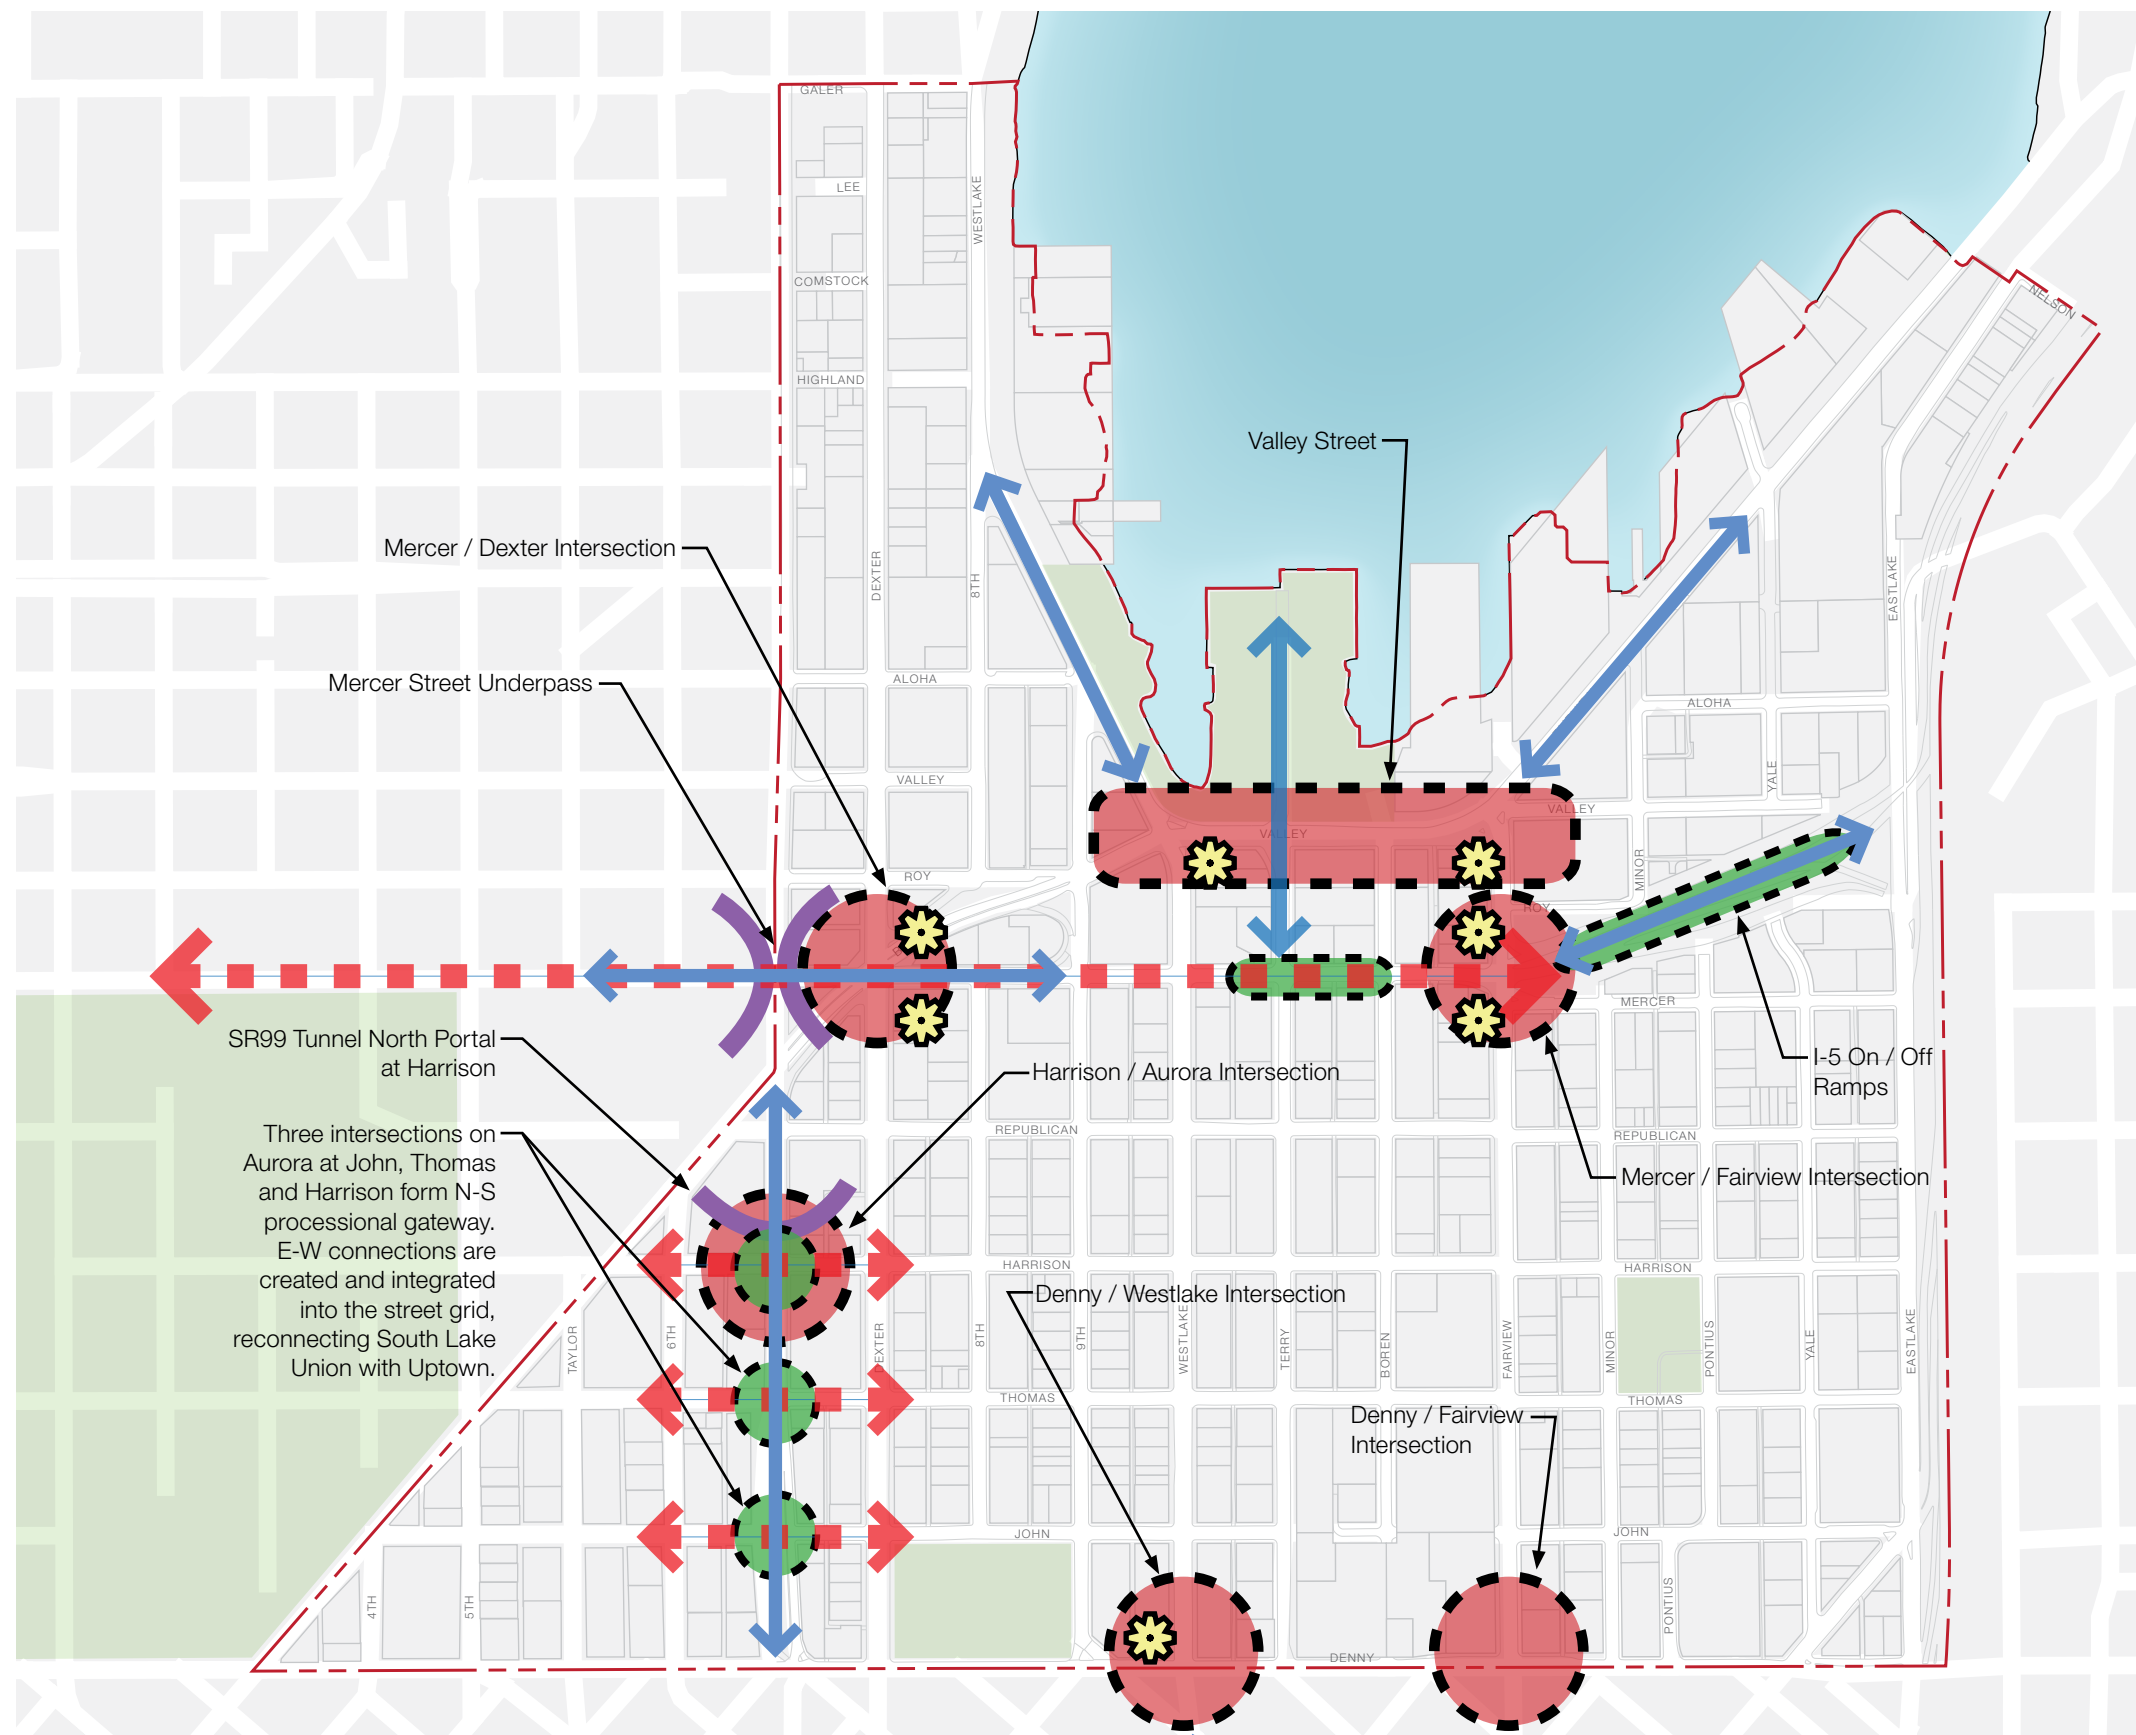 GALER
LEE
WESTLAKE
COMSTOCK
NELSON
HIGHLAND
Valley Street
Mercer / Dexter Intersection
DEXTER
8TH
EASTLAKE
Mercer Street Underpass
ALOHA
ALOHA
VALLEY
YALE
VALLEY
VALLEY
ROY
MINOR
ROY
MERCER
SR99 Tunnel North Portal
at Harrison
Harrison / Aurora Intersection
I-5 On / Off
Ramps
Three intersections on
Aurora at John, Thomas
and Harrison form N-S
processional gateway.
E-W connections are
created and integrated
into the street grid,
reconnecting South Lake
Union with Uptown.
REPUBLICAN
REPUBLICAN
Mercer / Fairview Intersection
HARRISON
HARRISON
Denny / Westlake Intersection
TAYLOR
6TH
DEXTER
8TH
9TH
WESTLAKE
TERRY
BOREN
FAIRVIEW
MINOR
PONTIUS
YALE
EASTLAKE
THOMAS
THOMAS
Denny / Fairview
Intersection
JOHN
JOHN
4TH
5TH
PONTIUS
DENNY